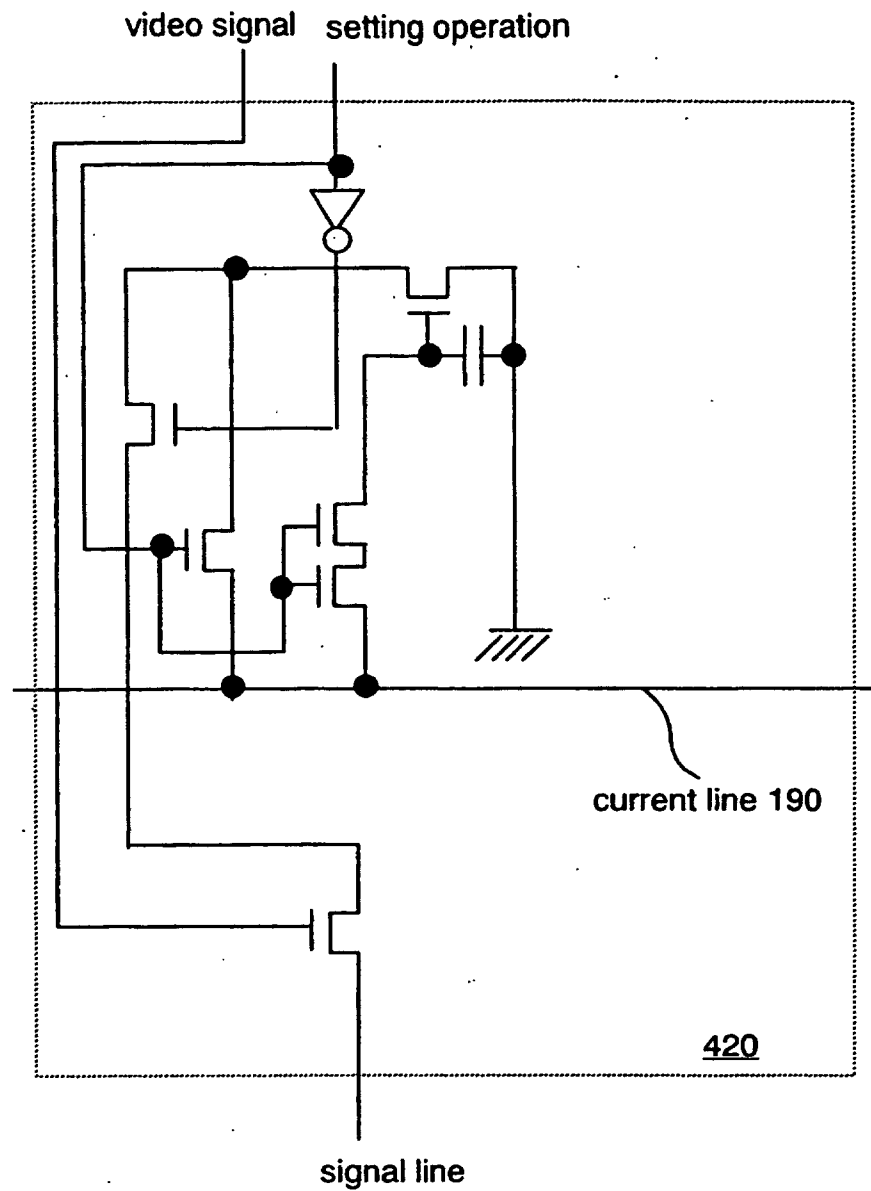 video signal
setting operation
current line 190
420
signal line